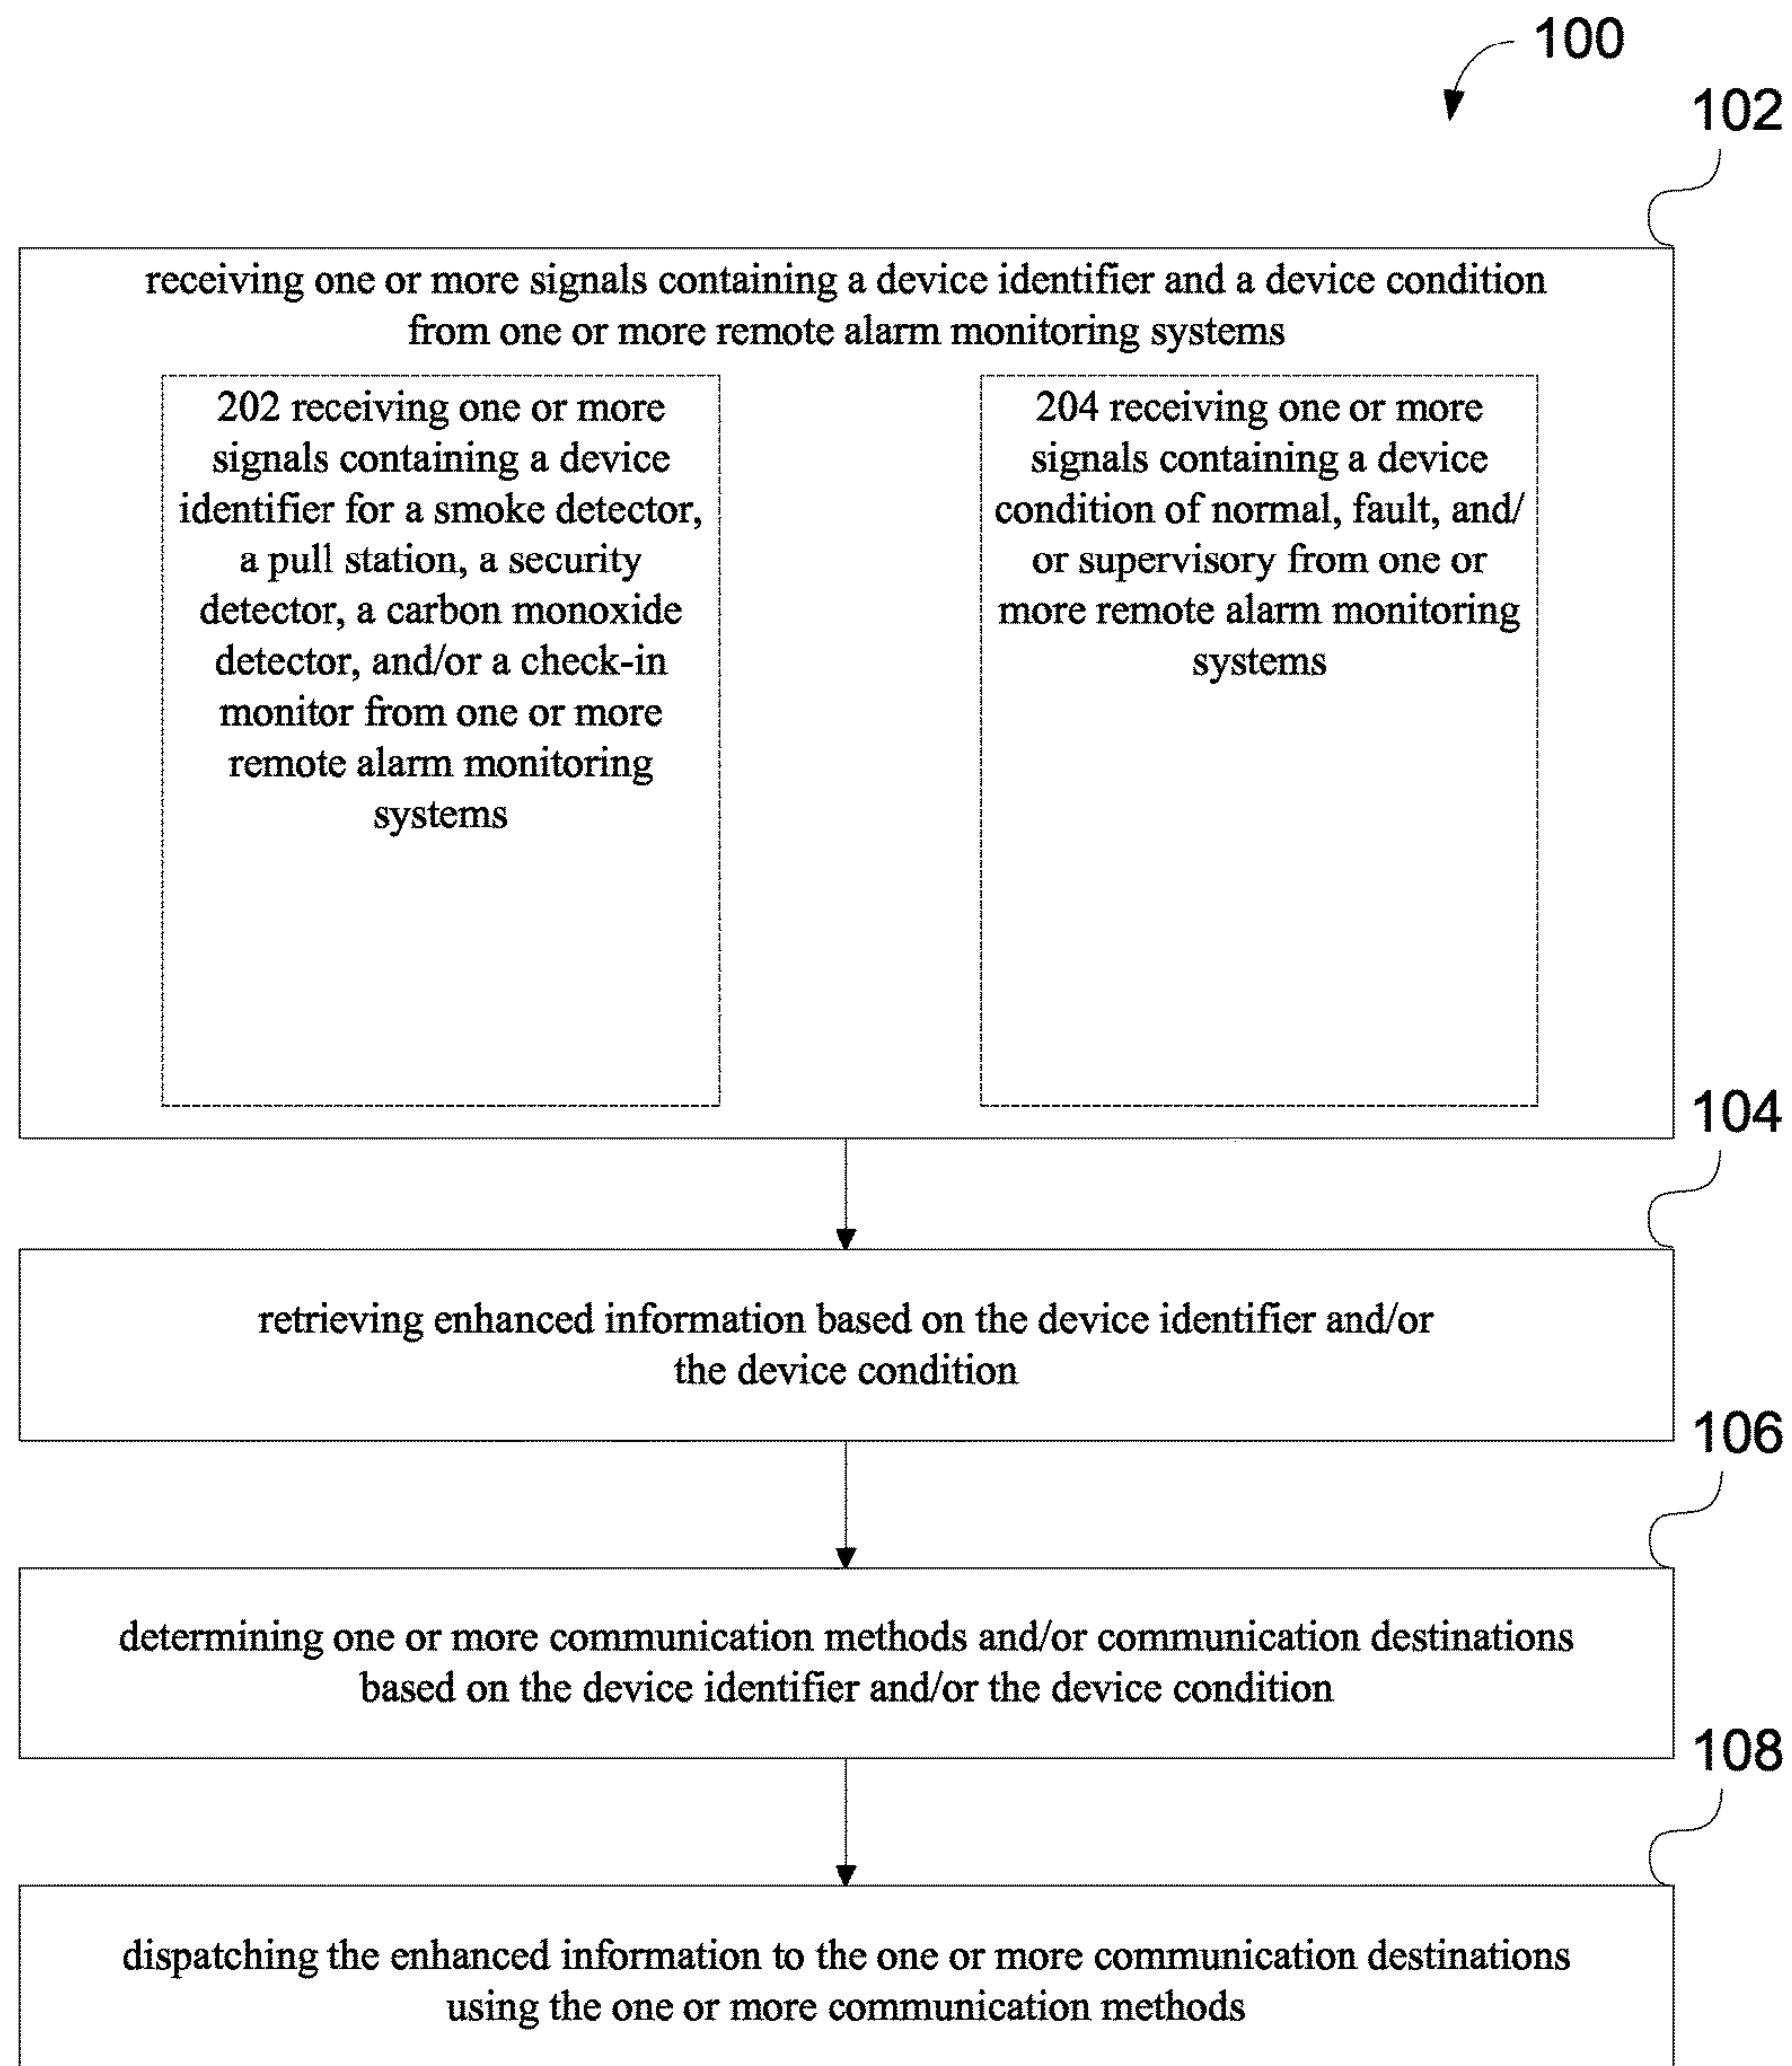 100
102
receiving one or more signals containing a device identifier and a device condition
from one or more remote alarm monitoring systems
202 receiving one or more
signals containing a device
identifier for a smoke detector,
a pull station, a security
detector, a carbon monoxide
detector, and/or a check-in
monitor from one or more
remote alarm monitoring
systems
204 receiving one or more
signals containing a device
condition of normal, fault, and/
or supervisory from one or
more remote alarm monitoring
systems
104
retrieving enhanced information based on the device identifier and/or
the device condition
106
determining one or more communication methods and/or communication destinations
based on the device identifier and/or the device condition
108
dispatching the enhanced information to the one or more communication destinations
using the one or more communication methods